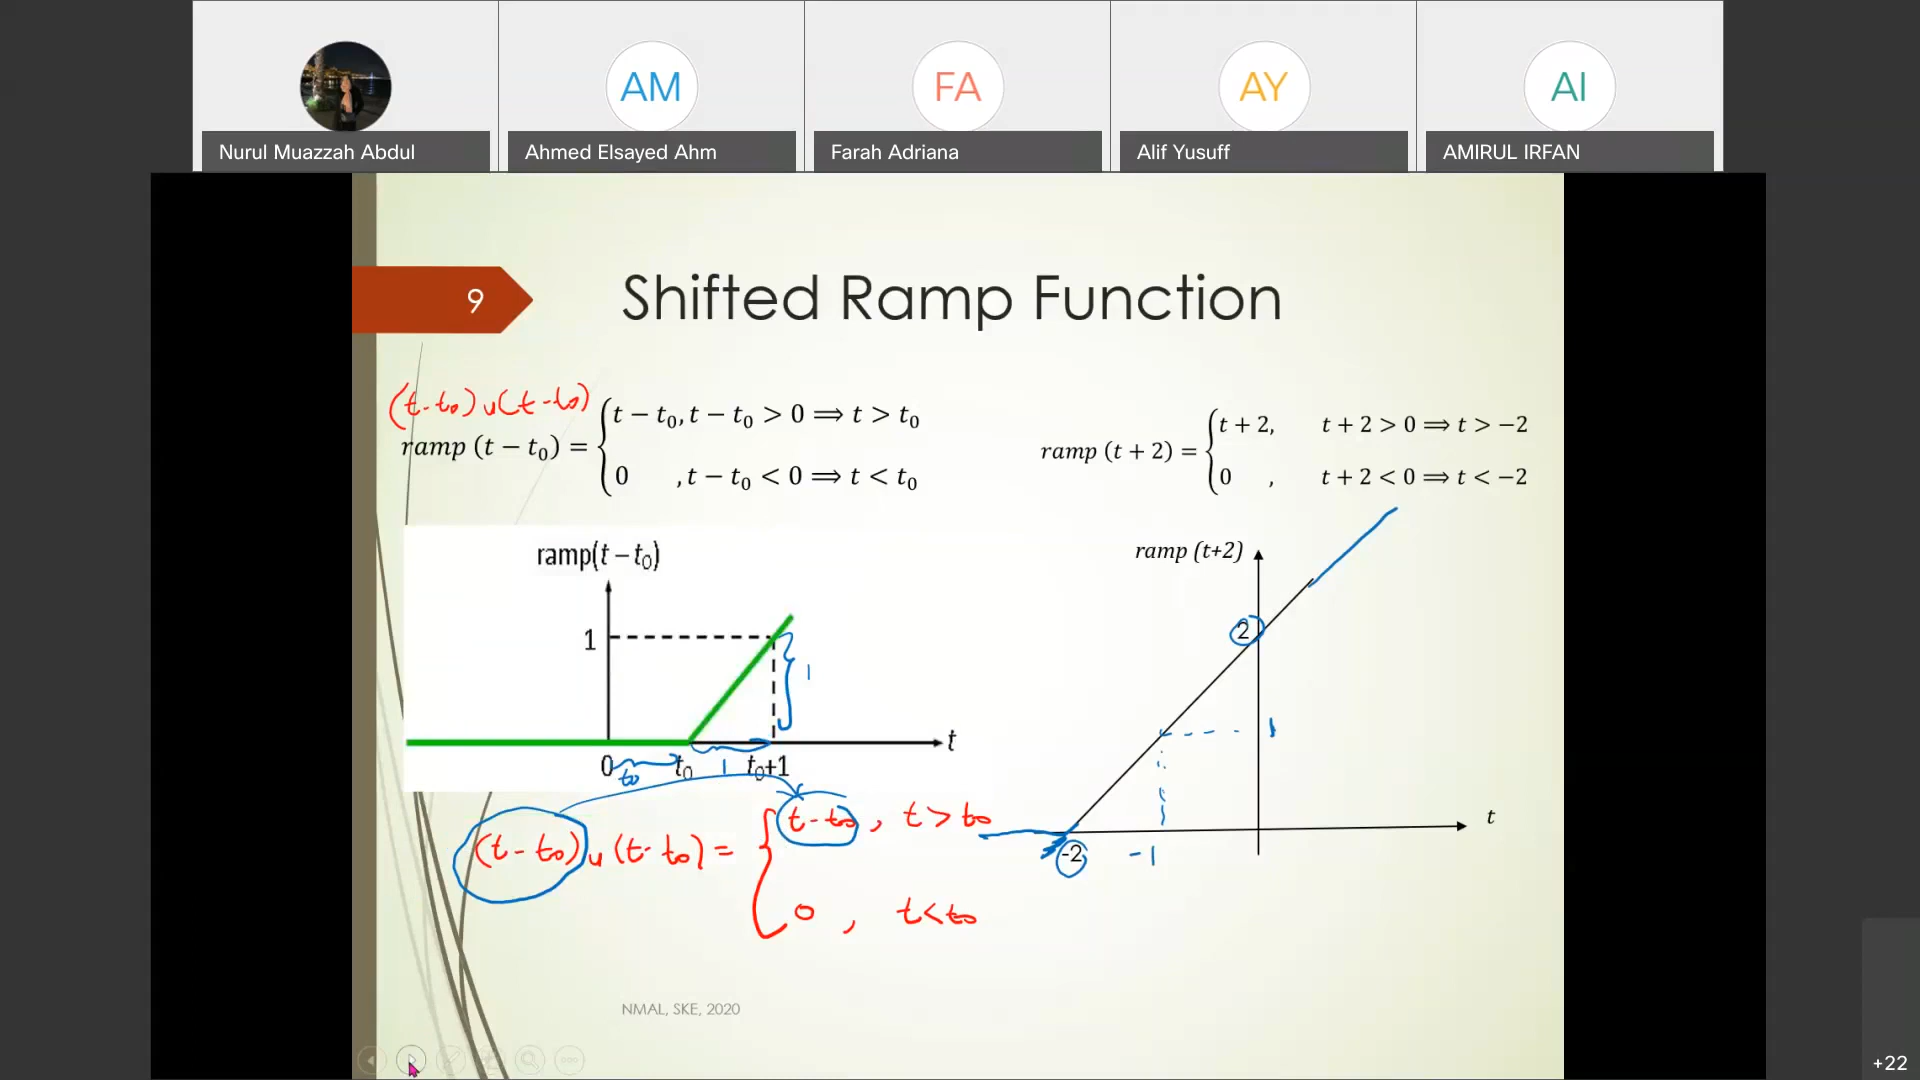 AM
FA
AY
AI
Nurul Muazzah Abdul
Ahmed Elsayed Ahm
Farah Adriana
Alif Yusuff
AMIRUL IRFAN
9
Shifted Ramp Function
(t-t₀)u(t-t₀)
ramp (t − t₀) = { t − t₀, t − t₀ > 0 ⟹ t > t₀
0 , t − t₀ < 0 ⟹ t < t₀
ramp (t + 2) = { t + 2, t + 2 > 0 ⟹ t > −2
0 , t + 2 < 0 ⟹ t < −2
ramp(t – t₀)
1
1
0 t₀ t₀ 1 t₀+1
t
ramp (t+2)
2
1
t
-2 -1
(t-t₀)u(t-t₀) = { t-t₀, t>t₀
0, t<t₀
NMAL, SKE, 2020
+22